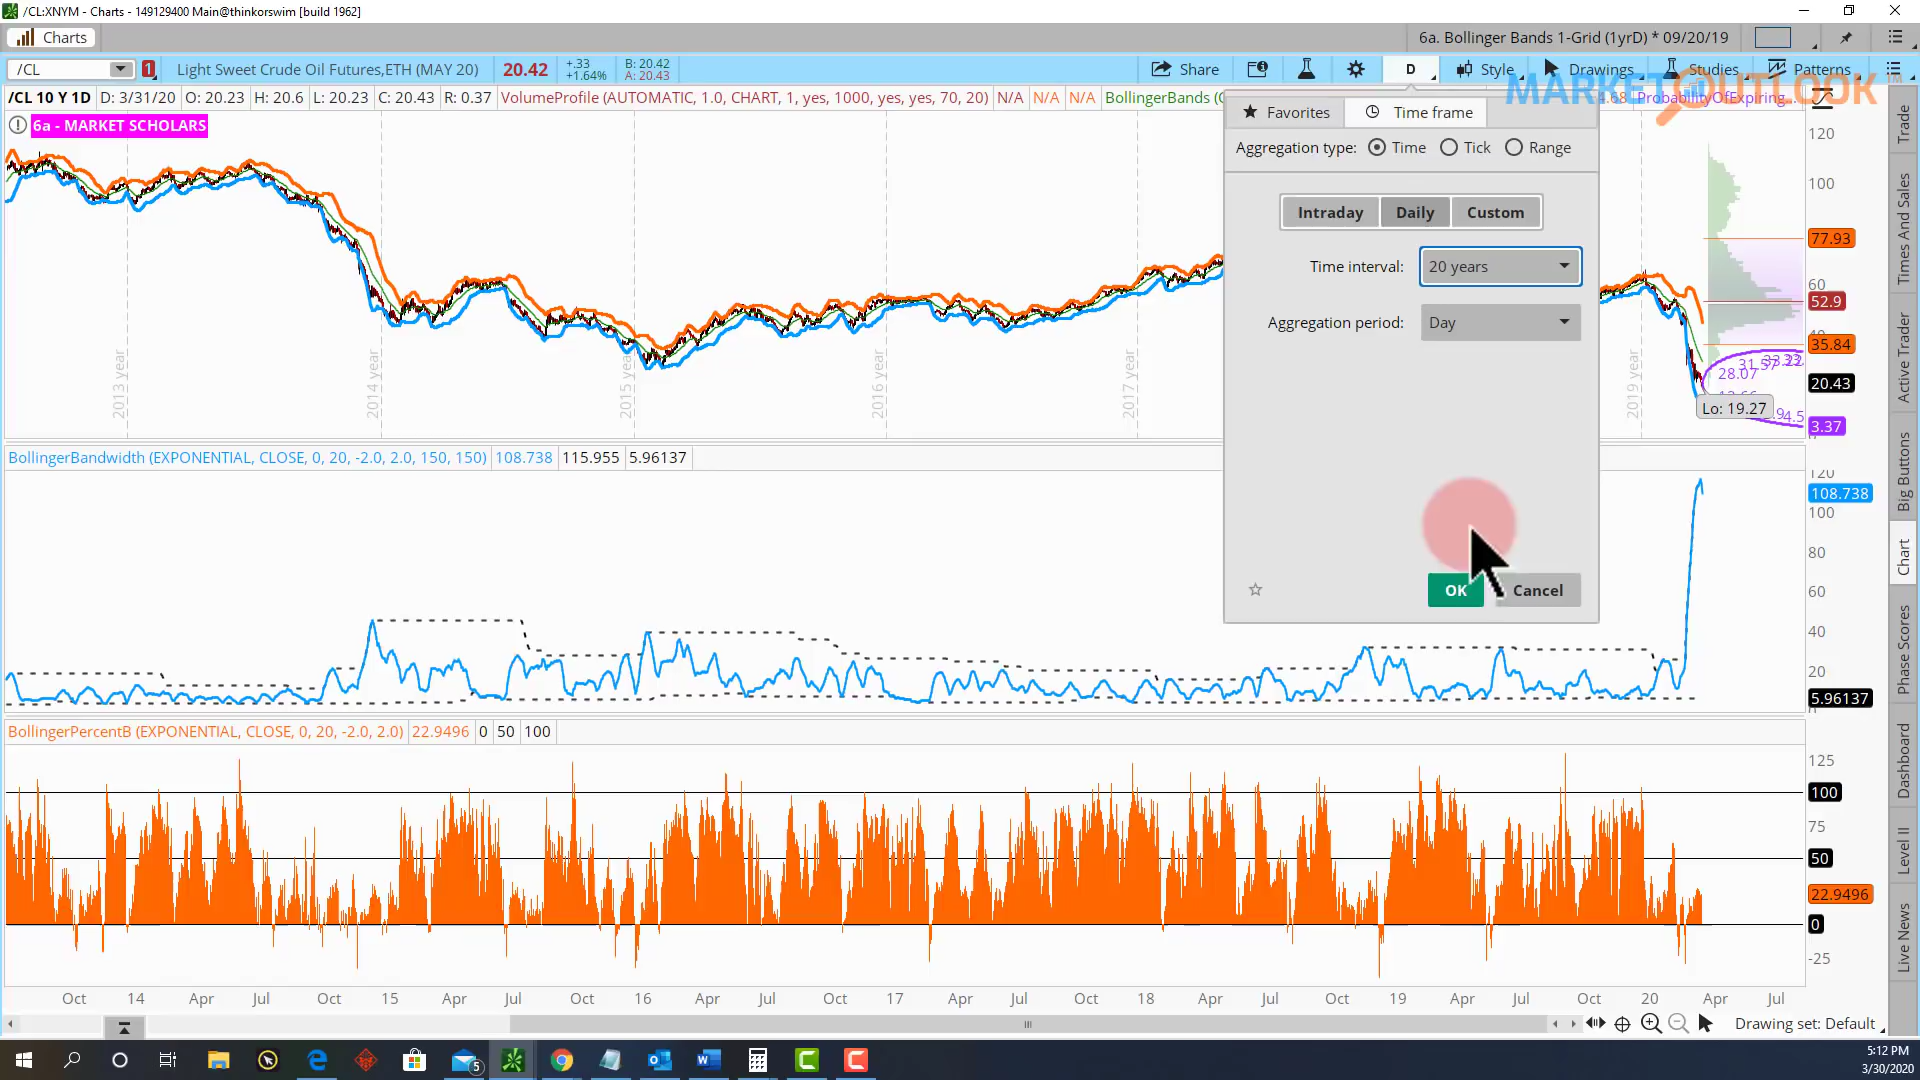 /CL:XNYM - Charts - 149129400 Main@thinkorswim [build 1962]
Charts
6a. Bollinger Bands 1-Grid (1yrD) * 09/20/19
/CL 1 Light Sweet Crude Oil Futures,ETH (MAY 20) 20.42 +.33 +1.64% B: 20.42 A: 20.43 Share D Style Drawings Studies Patterns
MARKET OUTLOOK
/CL 10 Y 1D D: 3/31/20 O: 20.23 H: 20.6 L: 20.23 C: 20.43 R: 0.37 VolumeProfile (AUTOMATIC, 1.0, CHART, 1, yes, 1000, yes, yes, 70, 20) N/A N/A N/A BollingerBands ProbabilityOfExpiring...
6a - MARKET SCHOLARS
Favorites Time frame
Aggregation type: Time Tick Range
Intraday Daily Custom
Time interval: 20 years
Aggregation period: Day
OK Cancel
120
100
77.93
60
52.9
40
35.84
20.43
3.37
28.07
Lo: 19.27
2013 year 2014 year 2015 year 2016 year 2017 year 2019 year
BollingerBandwidth (EXPONENTIAL, CLOSE, 0, 20, -2.0, 2.0, 150, 150) 108.738 115.955 5.96137
120
108.738
100
80
60
40
20
5.96137
BollingerPercentB (EXPONENTIAL, CLOSE, 0, 20, -2.0, 2.0) 22.9496 0 50 100
125
100
75
50
22.9496
0
-25
Oct 14 Apr Jul Oct 15 Apr Jul Oct 16 Apr Jul Oct 17 Apr Jul Oct 18 Apr Jul Oct 19 Apr Jul Oct 20 Apr Jul
Drawing set: Default
Trade
Times And Sales
Active Trader
Big Buttons
Chart
Phase Scores
Dashboard
Level II
Live News
5
5:12 PM
3/30/2020